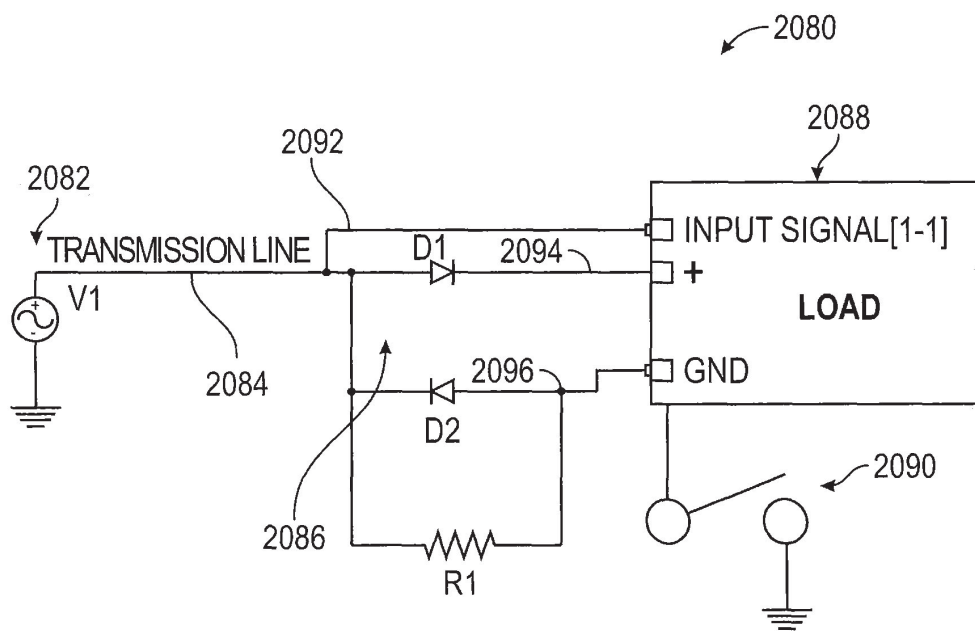 2080
2088
2092
2082
TRANSMISSION LINE
D1
2094
INPUT SIGNAL[1-1]
+
V1
+
-
LOAD
2084
2096
GND
D2
2090
2086
R1